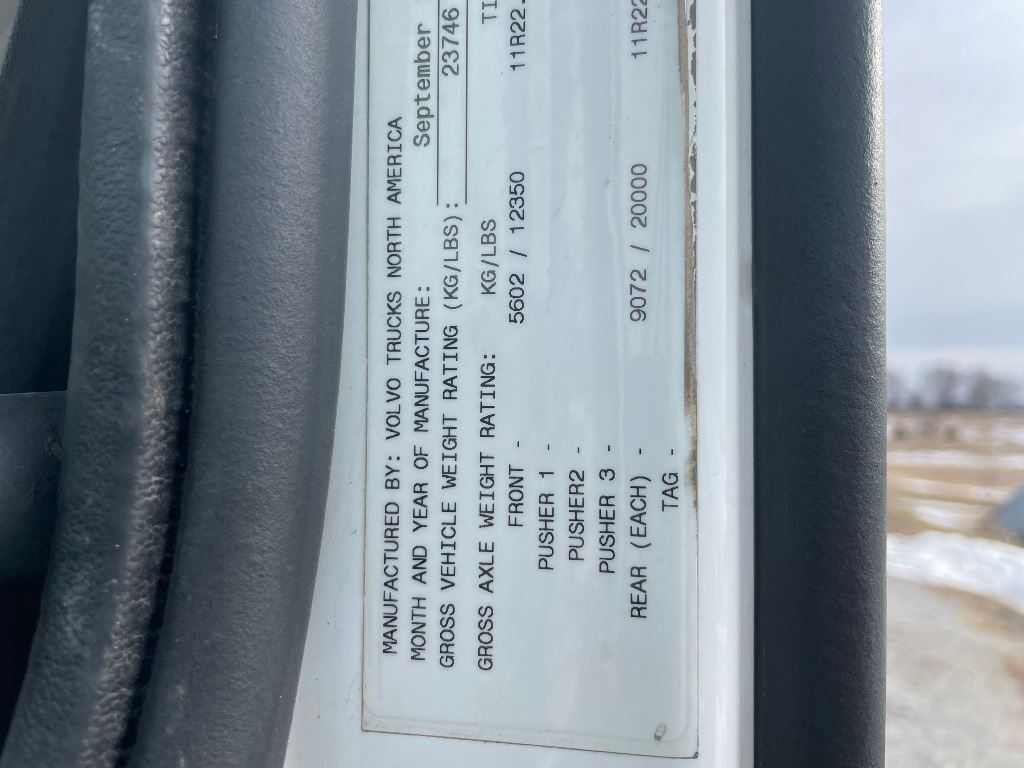 MANUFACTURED BY: VOLVO TRUCKS NORTH AMERICA
MONTH AND YEAR OF MANUFACTURE: September
GROSS VEHICLE WEIGHT RATING (KG/LBS): 23746
GROSS AXLE WEIGHT RATING: KG/LBS
FRONT - 5602 / 12350 11R22.
PUSHER 1 -
PUSHER2 -
PUSHER 3 -
REAR (EACH) - 9072 / 20000 11R22
TAG -